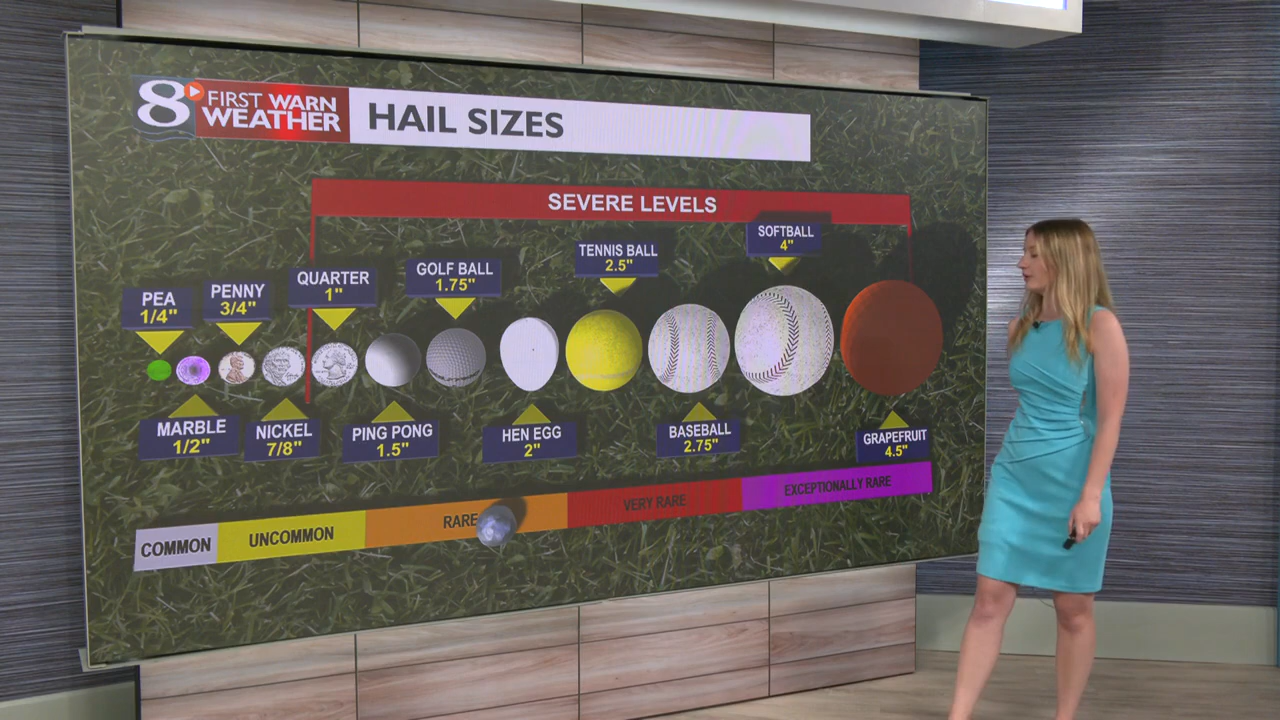 8 FIRST WARN
WEATHER
HAIL SIZES
SEVERE LEVELS
PEA
1/4"
PENNY
3/4"
QUARTER
1"
GOLF BALL
1.75"
TENNIS BALL
2.5"
SOFTBALL
4"
MARBLE
1/2"
NICKEL
7/8"
PING PONG
1.5"
HEN EGG
2"
BASEBALL
2.75"
GRAPEFRUIT
4.5"
COMMON
UNCOMMON
RARE
VERY RARE
EXCEPTIONALLY RARE